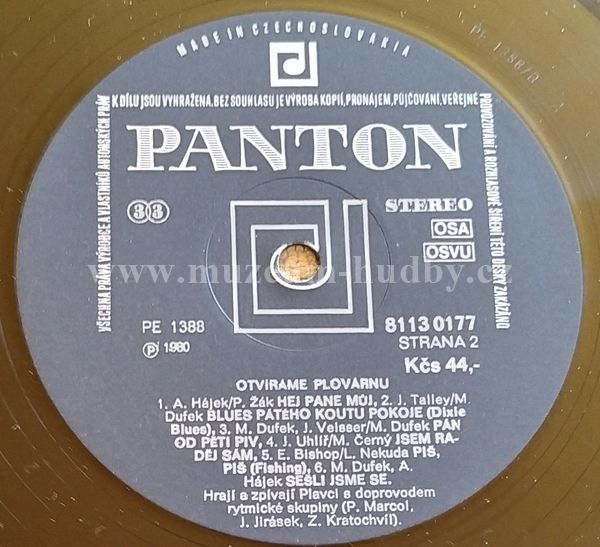 MADE IN CZECHOSLOVAKIA
PE 1388/B 1
VŠECHNA PRÁVA VÝROBCE A VLASTNÍKŮ AUTORSKÝCH PRÁV
K DÍLU JSOU VYHRAŽENA. BEZ SOUHLASU JE VÝROBA KOPIÍ, PRONÁJEM, PŮJČOVÁNÍ, VEŘEJNÉ
PROVOZOVÁNÍ A ROZHLASOVÉ ŠÍŘENÍ TÉTO DESKY ZAKÁZÁNO
PANTON
33
STEREO
OSA
OSVU
www.muzeum-hudby.cz
PE 1388
8113 0177
Ⓟ 1980
STRANA 2
Kčs 44,-
OTVÍRÁME PLOVÁRNU
1. A. Hájek/P. Žák HEJ PANE MŮJ, 2. J. Talley/M.
Dufek BLUES PÁTÉHO KOUTU POKOJE (Dixie
Blues), 3. M. Dufek, J. Velsser/M. Dufek PÁN
OD PĚTI PIV, 4. J. Uhlíř/M. Černý JSEM RA-
DĚJ SÁM, 5. E. Bishop/L. Nekuda PIŠ,
PIŠ (Fishing), 6. M. Dufek, A.
Hájek SEŠLI JSME SE.
Hrají a zpívají Plavci s doprovodem
rytmické skupiny (P. Marcol,
J. Jirásek, Z. Kratochvíl).